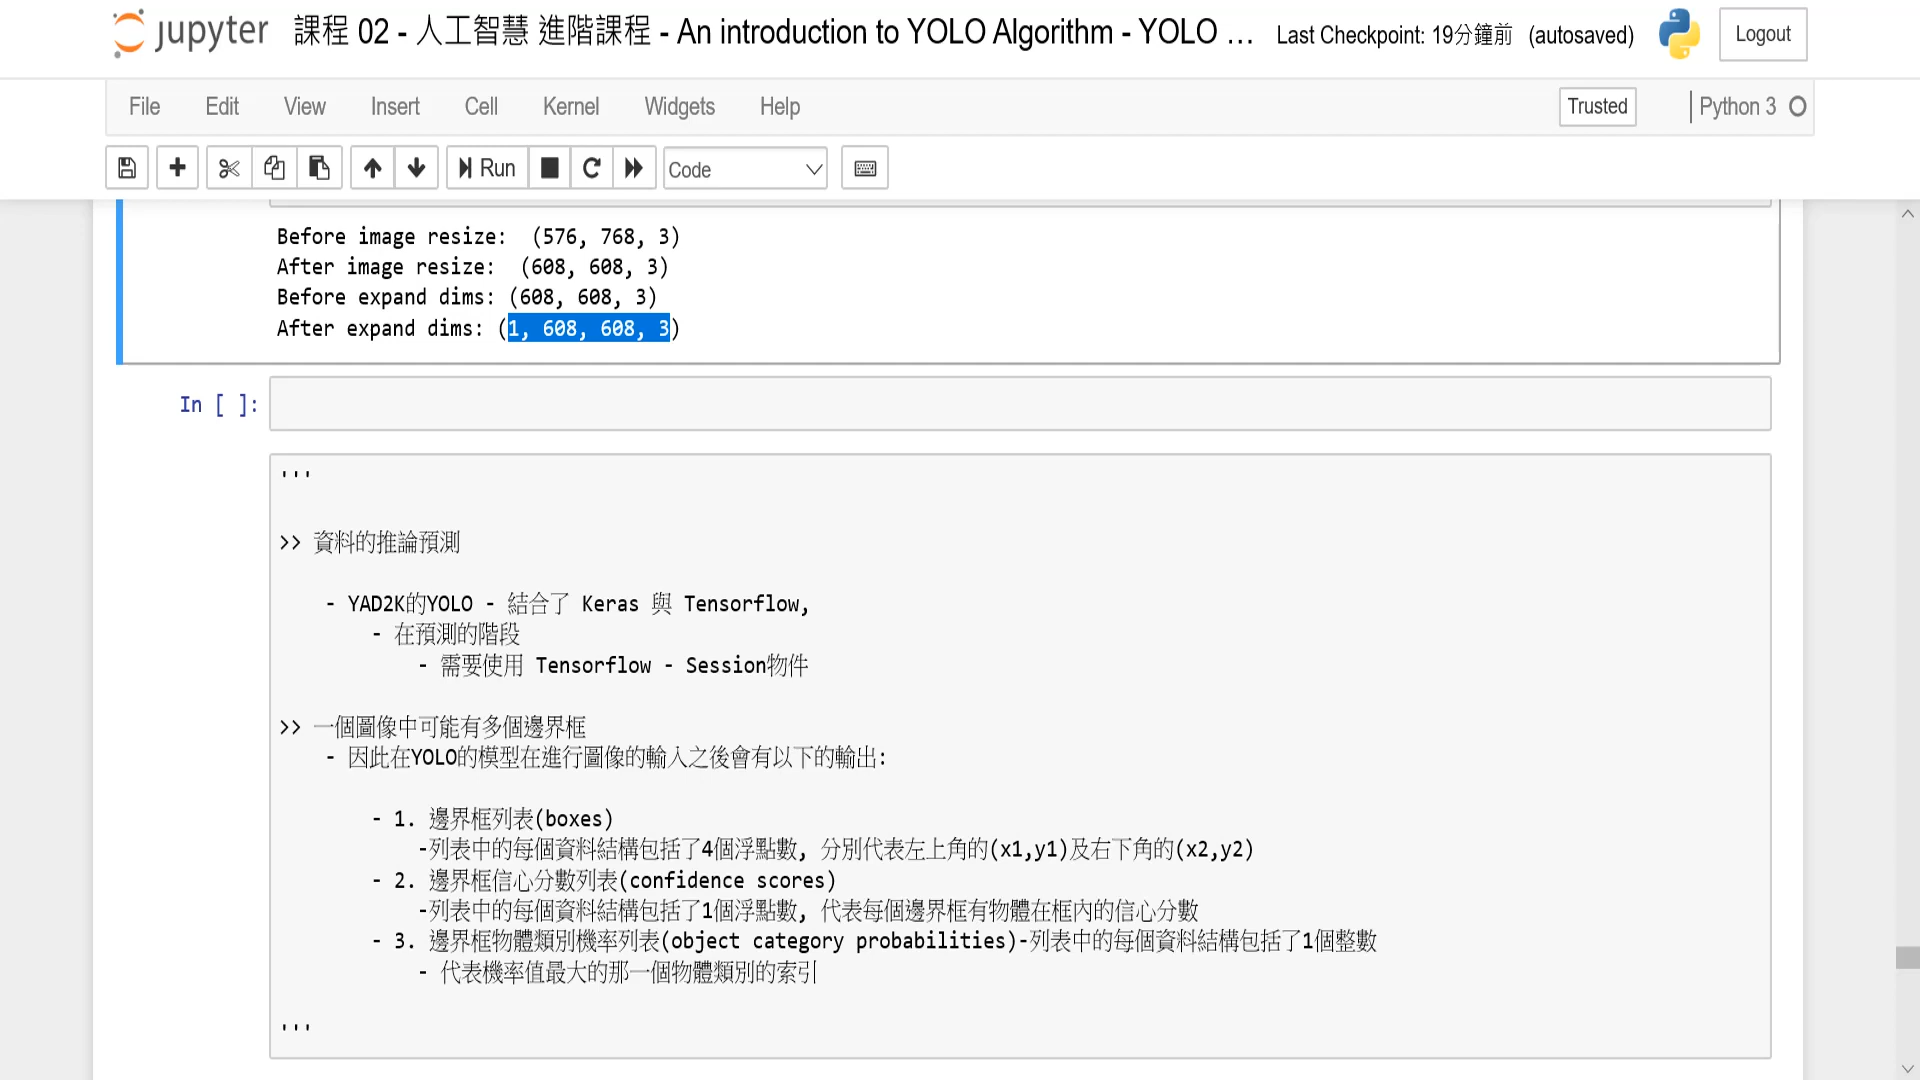 jupyter 課程 02 - 人工智慧 進階課程 - An introduction to YOLO Algorithm - YOLO ... Last Checkpoint: 19分鐘前 (autosaved) Logout
File Edit View Insert Cell Kernel Widgets Help Trusted Python 3
Run Code
Before image resize: (576, 768, 3)
After image resize: (608, 608, 3)
Before expand dims: (608, 608, 3)
After expand dims: (1, 608, 608, 3)
In [ ]:
'''
>> 資料的推論預測
- YAD2K的YOLO - 結合了 Keras 與 Tensorflow,
- 在預測的階段
- 需要使用 Tensorflow - Session物件
>> 一個圖像中可能有多個邊界框
- 因此在YOLO的模型在進行圖像的輸入之後會有以下的輸出:
- 1. 邊界框列表(boxes)
-列表中的每個資料結構包括了4個浮點數, 分別代表左上角的(x1,y1)及右下角的(x2,y2)
- 2. 邊界框信心分數列表(confidence scores)
-列表中的每個資料結構包括了1個浮點數, 代表每個邊界框有物體在框內的信心分數
- 3. 邊界框物體類別機率列表(object category probabilities)-列表中的每個資料結構包括了1個整數
- 代表機率值最大的那一個物體類別的索引
'''